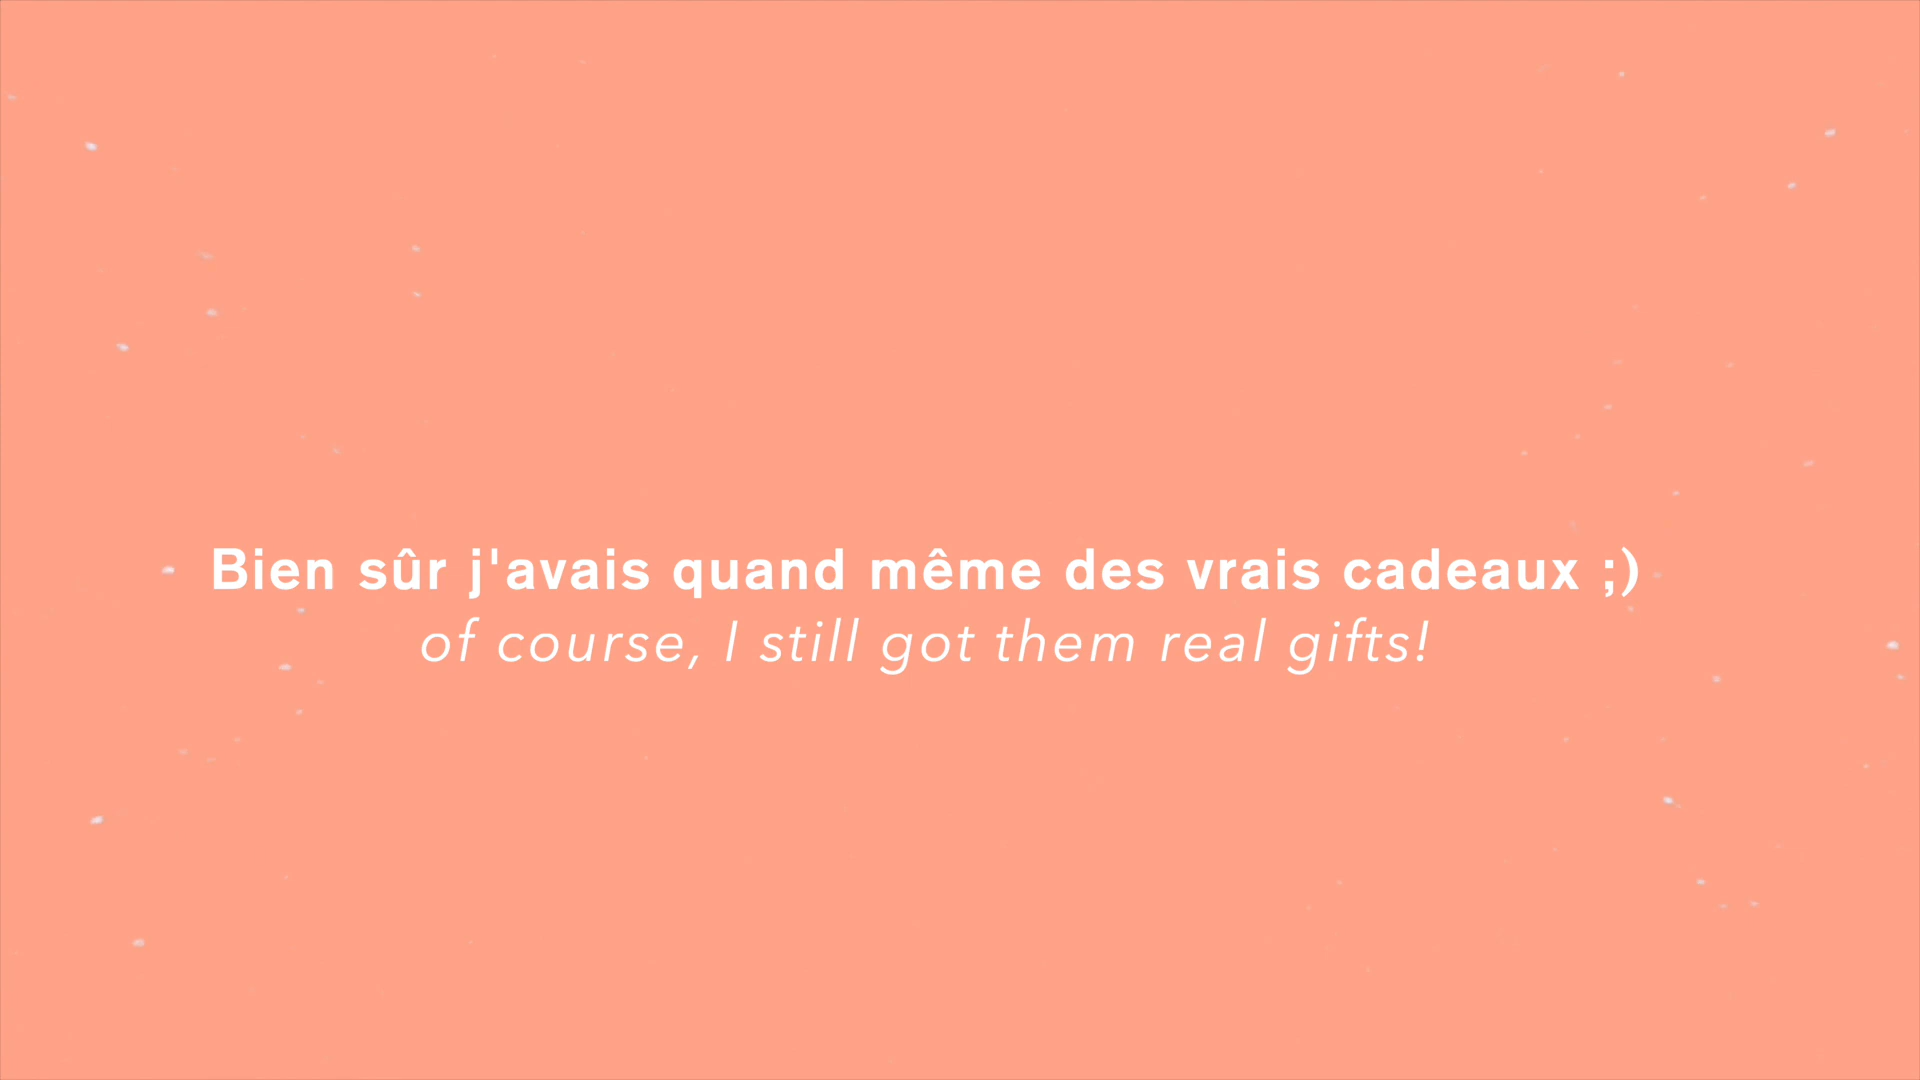 Bien sûr j'avais quand même des vrais cadeaux ;)
of course, I still got them real gifts!